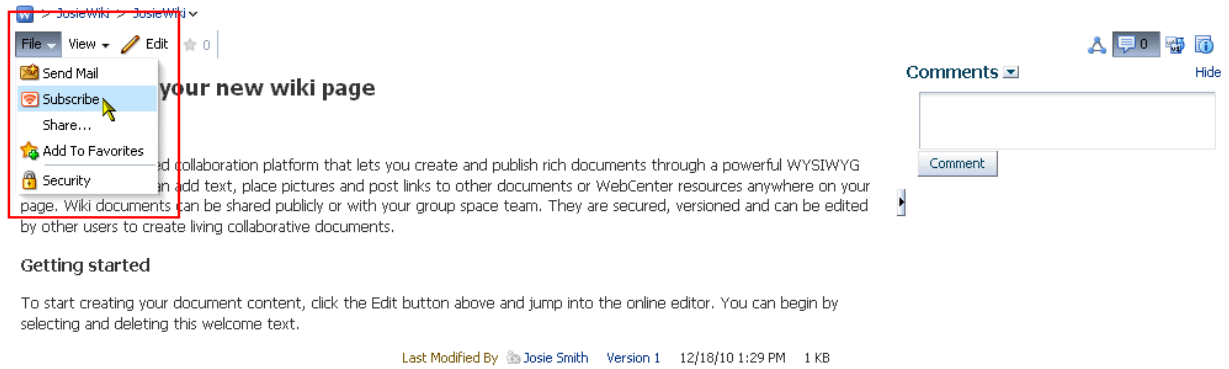 W > JosieWiki > JosieWiki
File View Edit 0 0
Send Mail
Subscribe
Share...
Add To Favorites
Security
your new wiki page
Comments Hide
Comment
ed collaboration platform that lets you create and publish rich documents through a powerful WYSIWYG
an add text, place pictures and post links to other documents or WebCenter resources anywhere on your
page. Wiki documents can be shared publicly or with your group space team. They are secured, versioned and can be edited
by other users to create living collaborative documents.
Getting started
To start creating your document content, click the Edit button above and jump into the online editor. You can begin by
selecting and deleting this welcome text.
Last Modified By Josie Smith Version 1 12/18/10 1:29 PM 1 KB